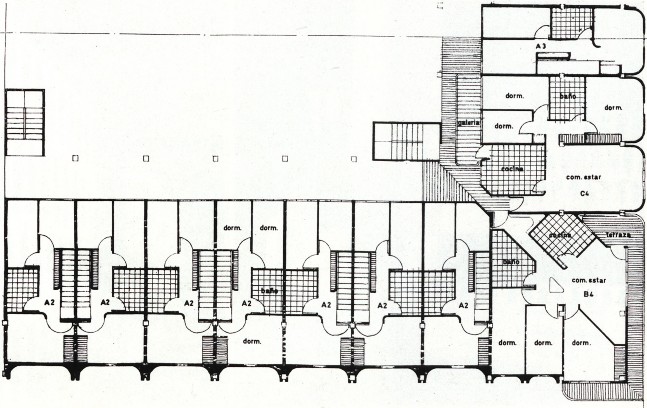 A3
dorm.
baño
dorm.
galeria
dorm.
cocina
com. estar
C4
dorm.
dorm.
cocina
terraza
baño
com. estar
B4
baño
A2
A2
A2
A2
A2
A2
A2
dorm.
dorm.
dorm.
dorm.